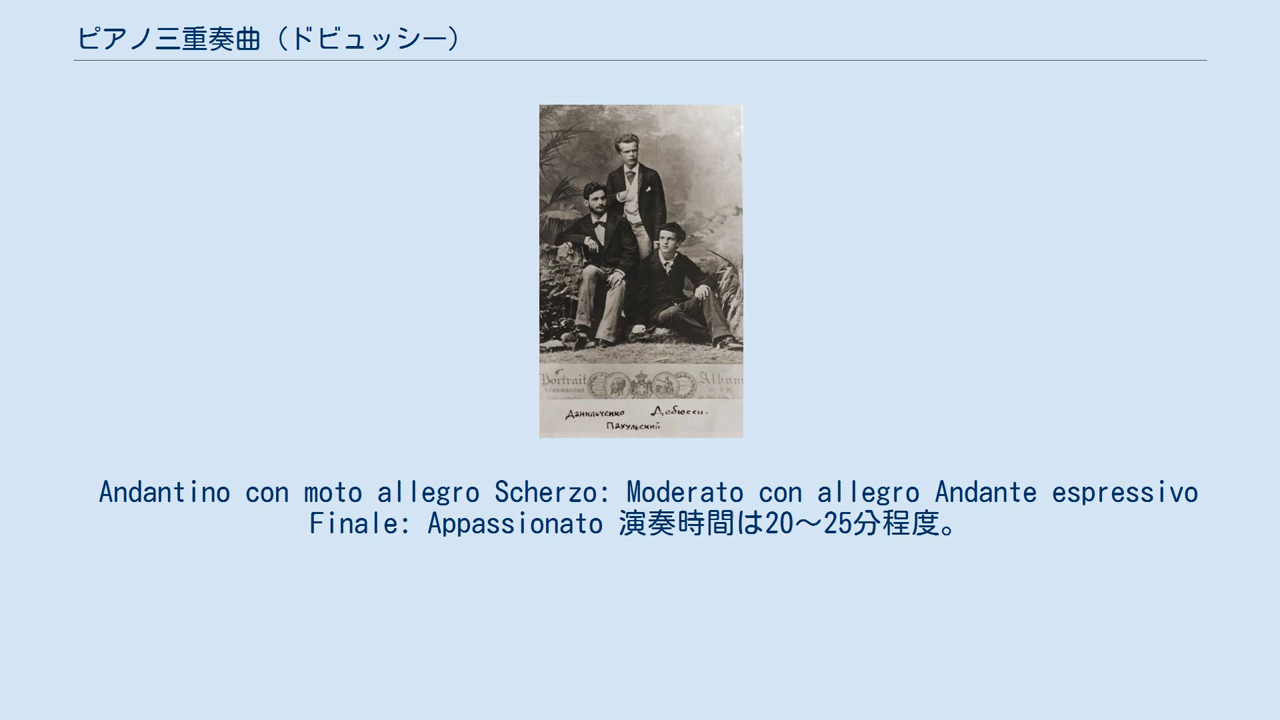 ピアノ三重奏曲（ドビュッシー）
Portrait Album
Данильченко Дебюсси.
Пахульский
Andantino con moto allegro Scherzo: Moderato con allegro Andante espressivo
Finale: Appassionato 演奏時間は20～25分程度。